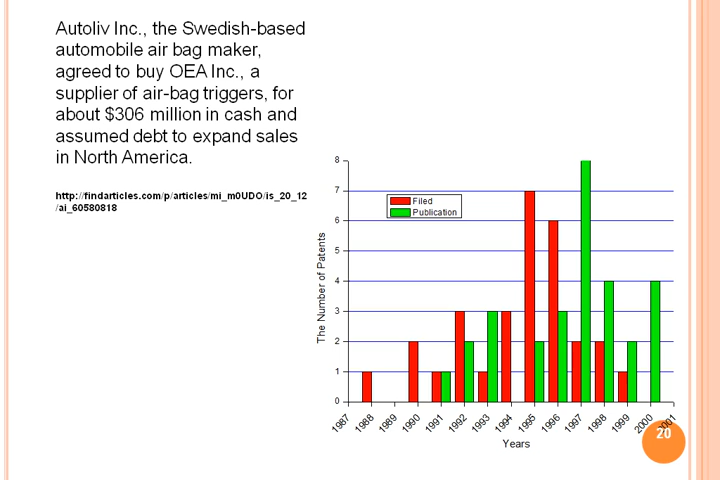 Autoliv Inc., the Swedish-based
automobile air bag maker,
agreed to buy OEA Inc., a
supplier of air-bag triggers, for
about $306 million in cash and
assumed debt to expand sales
in North America.
http://findarticles.com/p/articles/mi_m0UDO/is_20_12
/ai_60580818
8
7
6
5
4
3
2
1
0
The Number of Patents
Filed
Publication
1987
1988
1989
1990
1991
1992
1993
1994
1995
1996
1997
1998
1999
2000
2001
Years
20